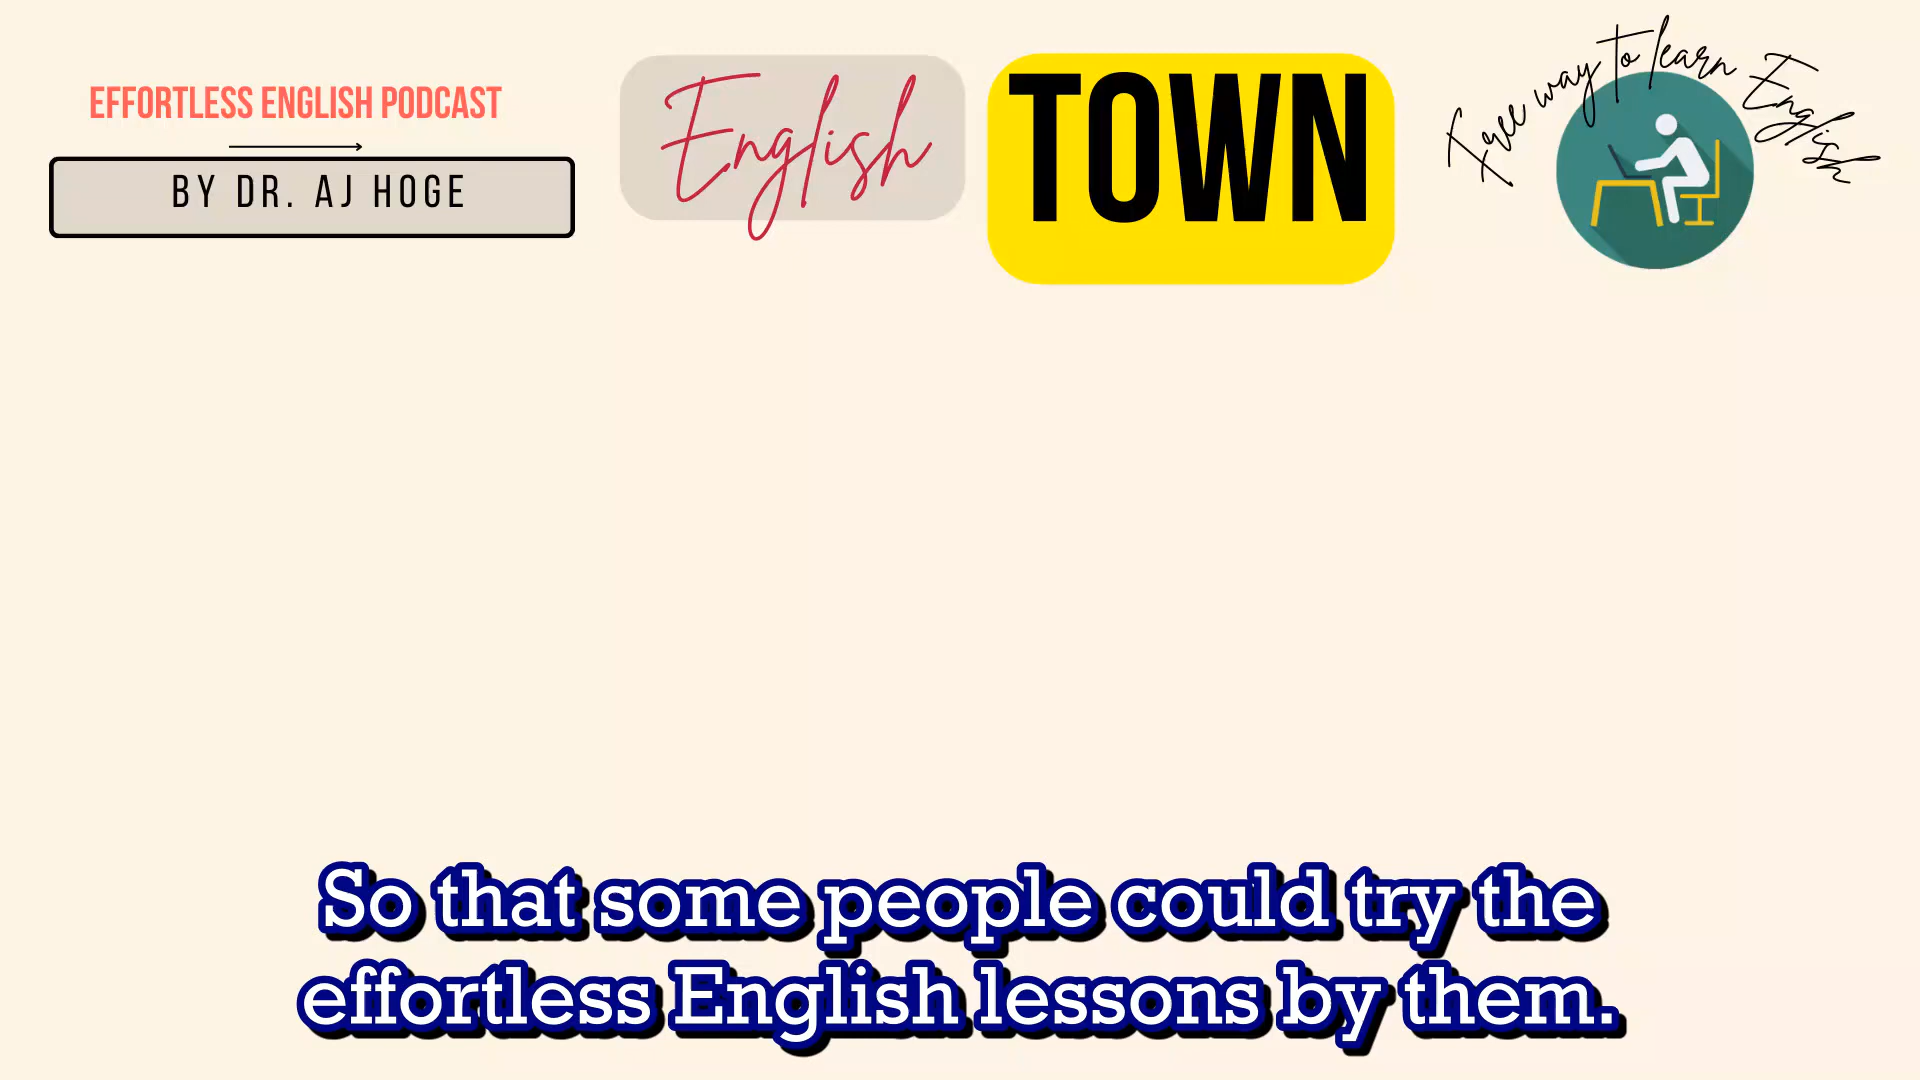 EFFORTLESS ENGLISH PODCAST
BY DR. AJ HOGE
English
TOWN
Free way to learn English
So that some people could try the
effortless English lessons by them.